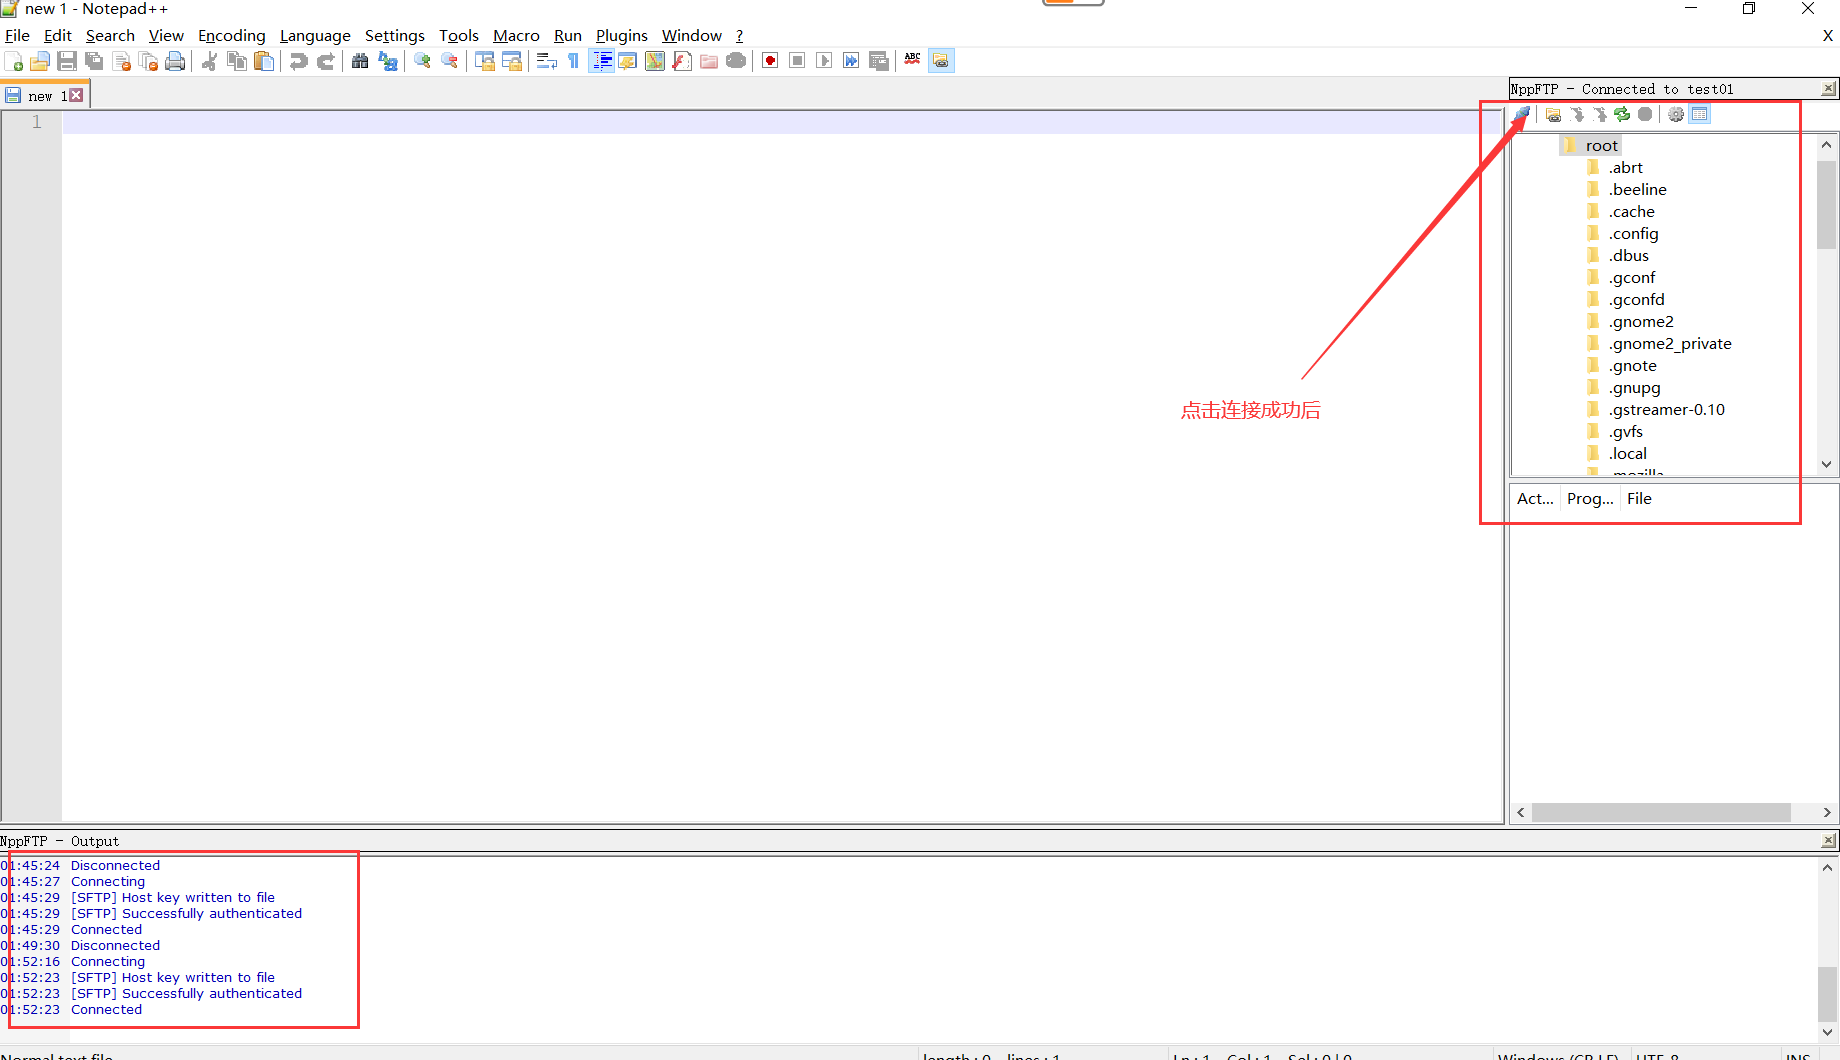 new 1 - Notepad++
File Edit Search View Encoding Language Settings Tools Macro Run Plugins Window ? X
ABC
new 1
NppFTP - Connected to test01
1
root
.abrt
.beeline
.cache
.config
.dbus
.gconf
.gconfd
.gnome2
.gnome2_private
.gnote
.gnupg
.gstreamer-0.10
.gvfs
.local
.mozilla
点击连接成功后
Act... Prog... File
NppFTP - Output
01:45:24 Disconnected
01:45:27 Connecting
01:45:29 [SFTP] Host key written to file
01:45:29 [SFTP] Successfully authenticated
01:45:29 Connected
01:49:30 Disconnected
01:52:16 Connecting
01:52:23 [SFTP] Host key written to file
01:52:23 [SFTP] Successfully authenticated
01:52:23 Connected
Normal text file length : 0 lines : 1 Ln : 1 Col : 1 Sel : 0 | 0 Windows (CR LF) UTF-8 INS